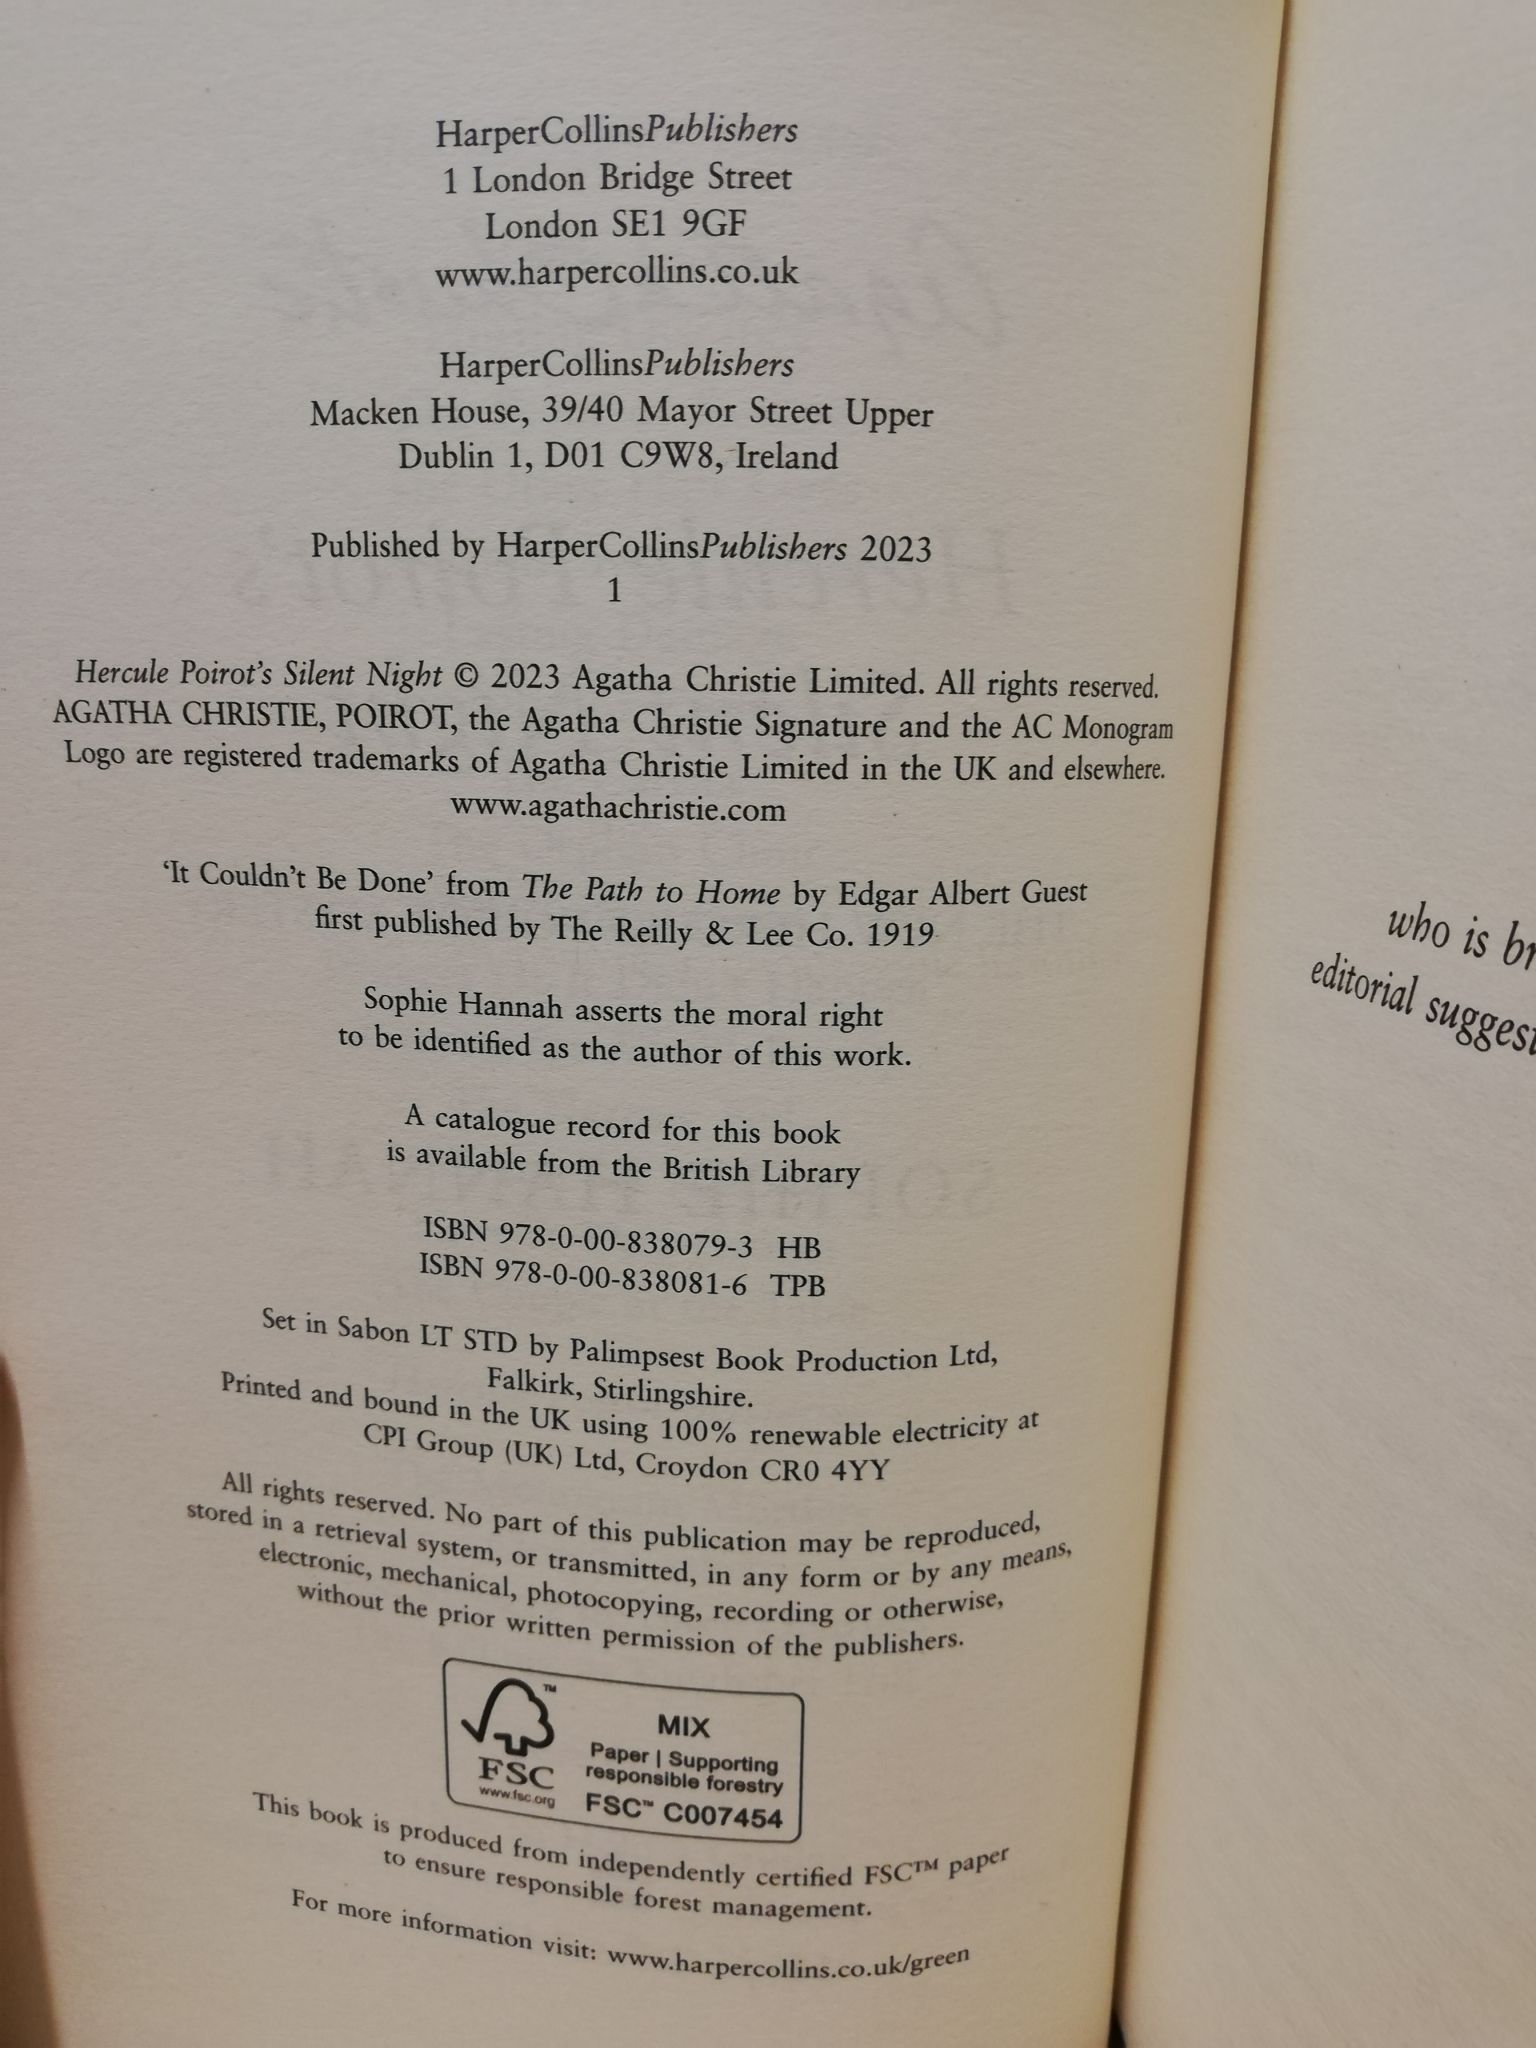 HarperCollinsPublishers
1 London Bridge Street
London SE1 9GF
www.harpercollins.co.uk
HarperCollinsPublishers
Macken House, 39/40 Mayor Street Upper
Dublin 1, D01 C9W8, Ireland
Published by HarperCollinsPublishers 2023
1
Hercule Poirot's Silent Night © 2023 Agatha Christie Limited. All rights reserved.
AGATHA CHRISTIE, POIROT, the Agatha Christie Signature and the AC Monogram
Logo are registered trademarks of Agatha Christie Limited in the UK and elsewhere.
www.agathachristie.com
‘It Couldn't Be Done’ from The Path to Home by Edgar Albert Guest
first published by The Reilly & Lee Co. 1919
Sophie Hannah asserts the moral right
to be identified as the author of this work.
A catalogue record for this book
is available from the British Library
ISBN 978-0-00-838079-3 HB
ISBN 978-0-00-838081-6 TPB
Set in Sabon LT STD by Palimpsest Book Production Ltd,
Falkirk, Stirlingshire.
Printed and bound in the UK using 100% renewable electricity at
CPI Group (UK) Ltd, Croydon CR0 4YY
All rights reserved. No part of this publication may be reproduced,
stored in a retrieval system, or transmitted, in any form or by any means,
electronic, mechanical, photocopying, recording or otherwise,
without the prior written permission of the publishers.
FSC
www.fsc.org
MIX
Paper | Supporting
responsible forestry
FSC™ C007454
This book is produced from independently certified FSC™ paper
to ensure responsible forest management.
For more information visit: www.harpercollins.co.uk/green
who is
editorial